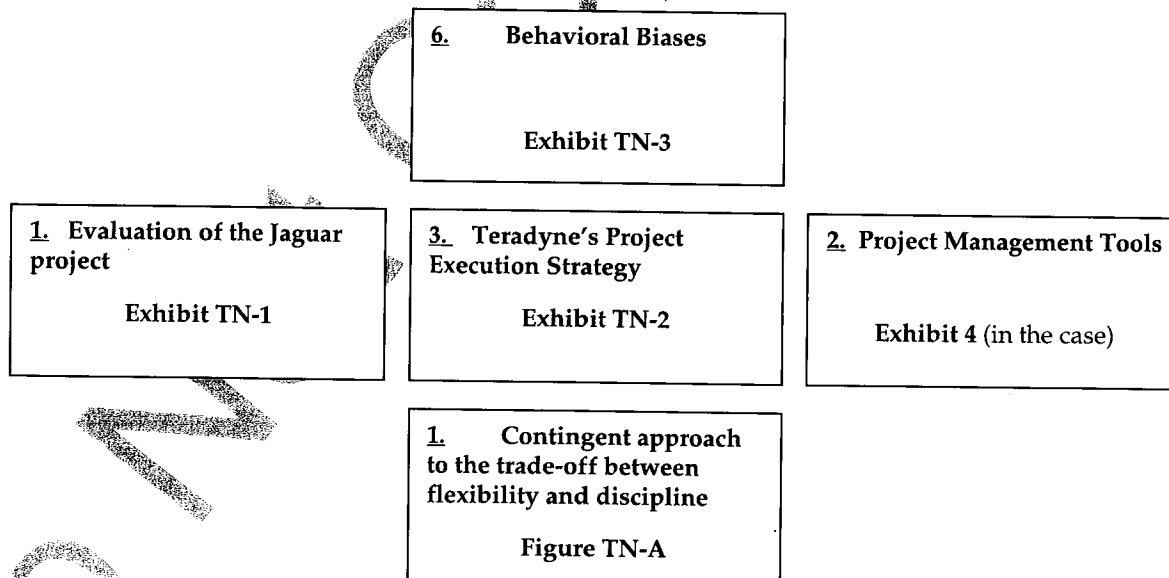 6. Behavioral Biases
Exhibit TN-3
1. Evaluation of the Jaguar
project
Exhibit TN-1
3. Teradyne's Project
Execution Strategy
Exhibit TN-2
2. Project Management Tools
Exhibit 4 (in the case)
1. Contingent approach
to the trade-off between
flexibility and discipline
Figure TN-A